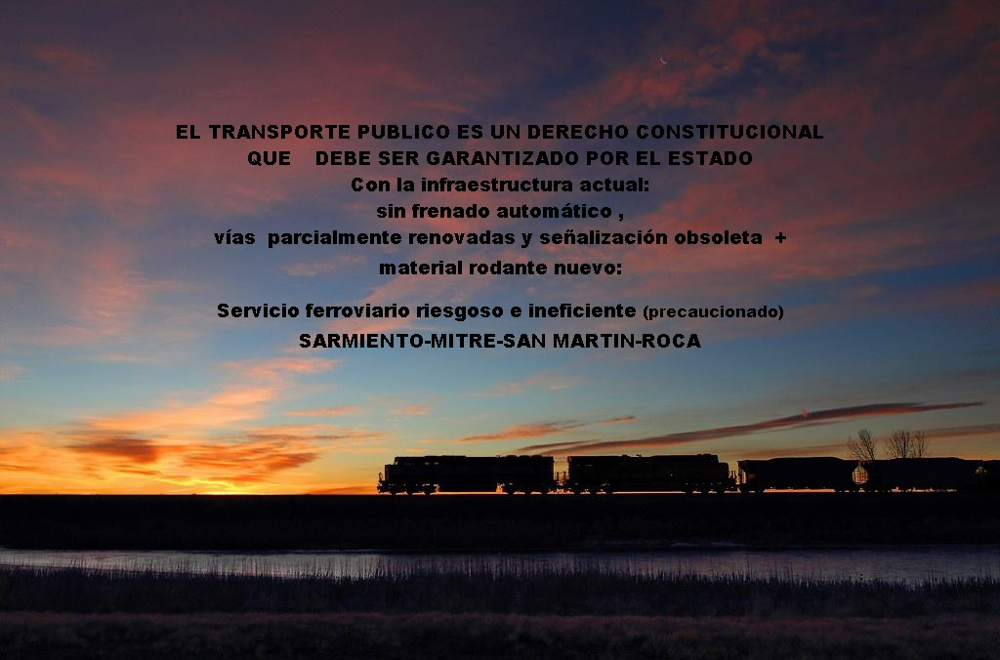 EL TRANSPORTE PUBLICO ES UN DERECHO CONSTITUCIONAL
QUE DEBE SER GARANTIZADO POR EL ESTADO
Con la infraestructura actual:
sin frenado automático ,
vías parcialmente renovadas y señalización obsoleta +
material rodante nuevo:
Servicio ferroviario riesgoso e ineficiente (precaucionado)
SARMIENTO-MITRE-SAN MARTIN-ROCA